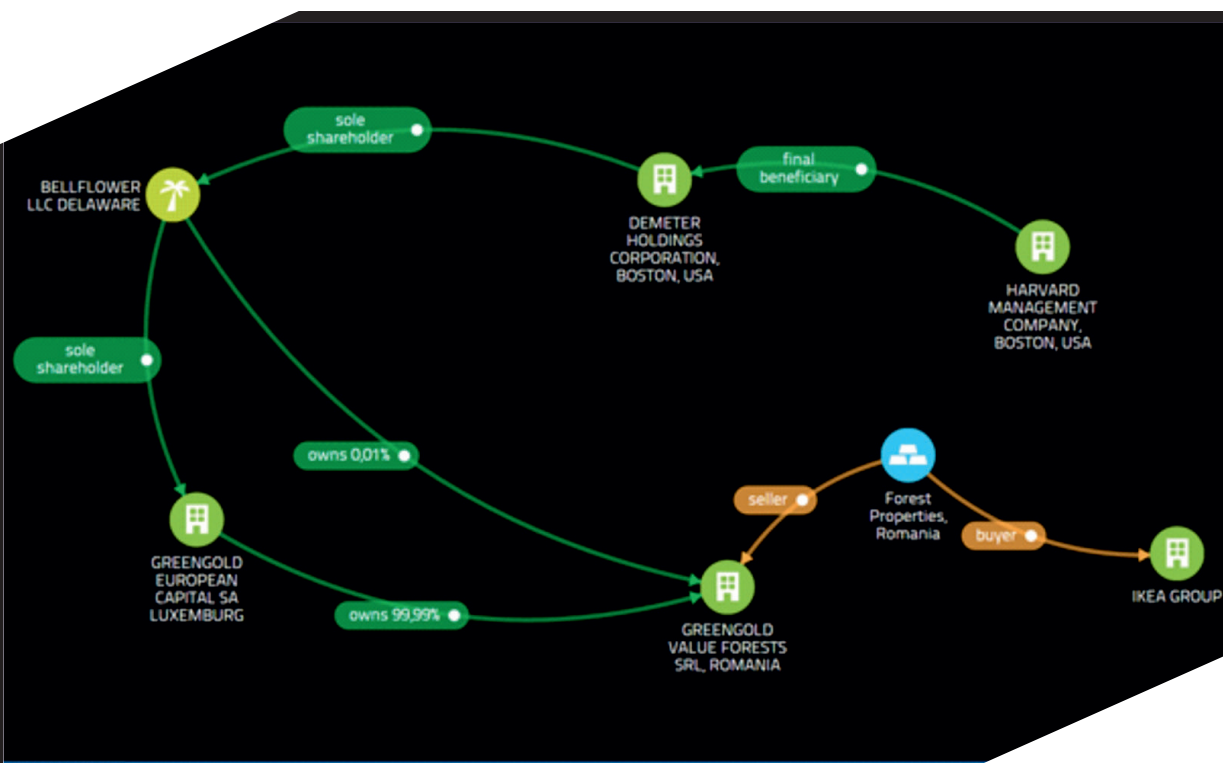 sole
shareholder
final
beneficiary
BELLFLOWER
LLC DELAWARE
DEMETER
HOLDINGS
CORPORATION,
BOSTON, USA
HARVARD
MANAGEMENT
COMPANY,
BOSTON, USA
sole
shareholder
owns 0,01%
seller
Forest
Properties,
Romania
buyer
GREENGOLD
EUROPEAN
CAPITAL SA
LUXEMBURG
IKEA GROUP
owns 99,99%
GREENGOLD
VALUE FORESTS
SRL, ROMANIA